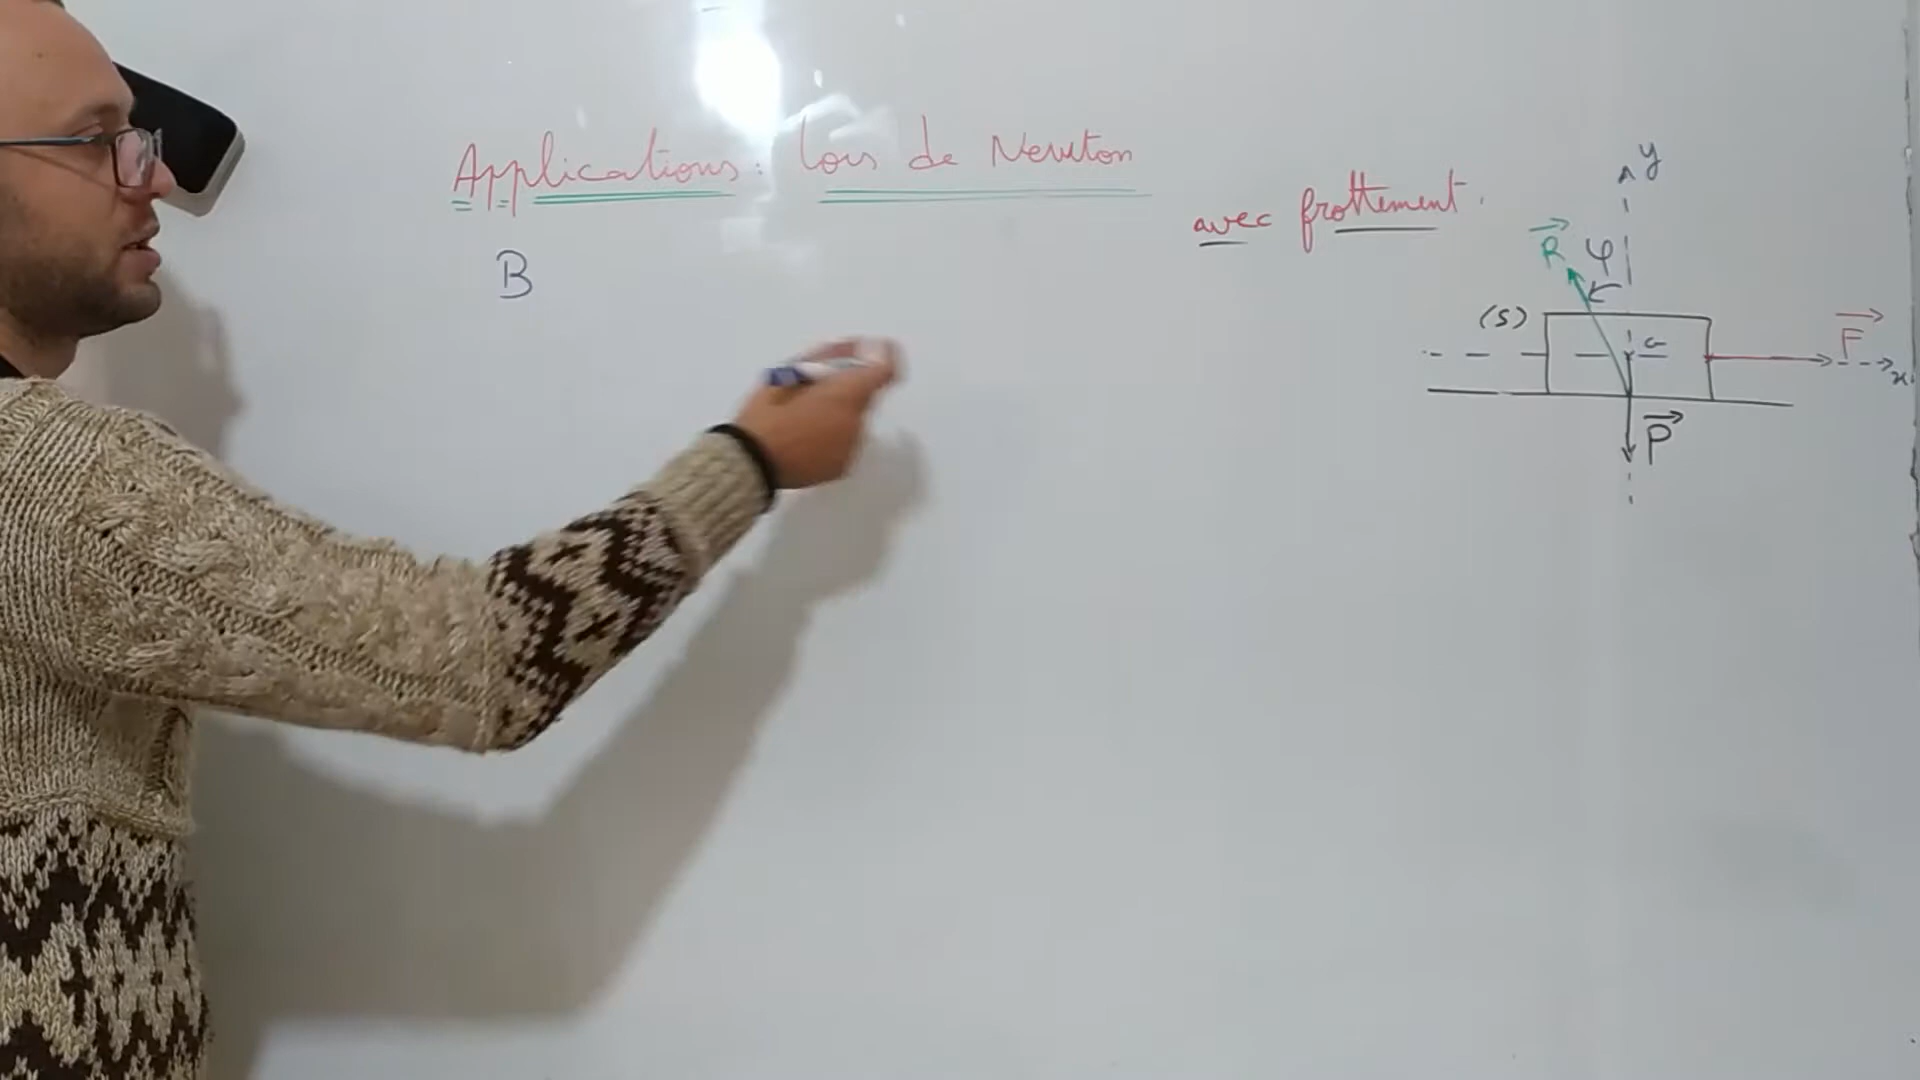 Applications: Lois de Newton
avec frottement.
B
y
R φ
(S)
G
F
x
P